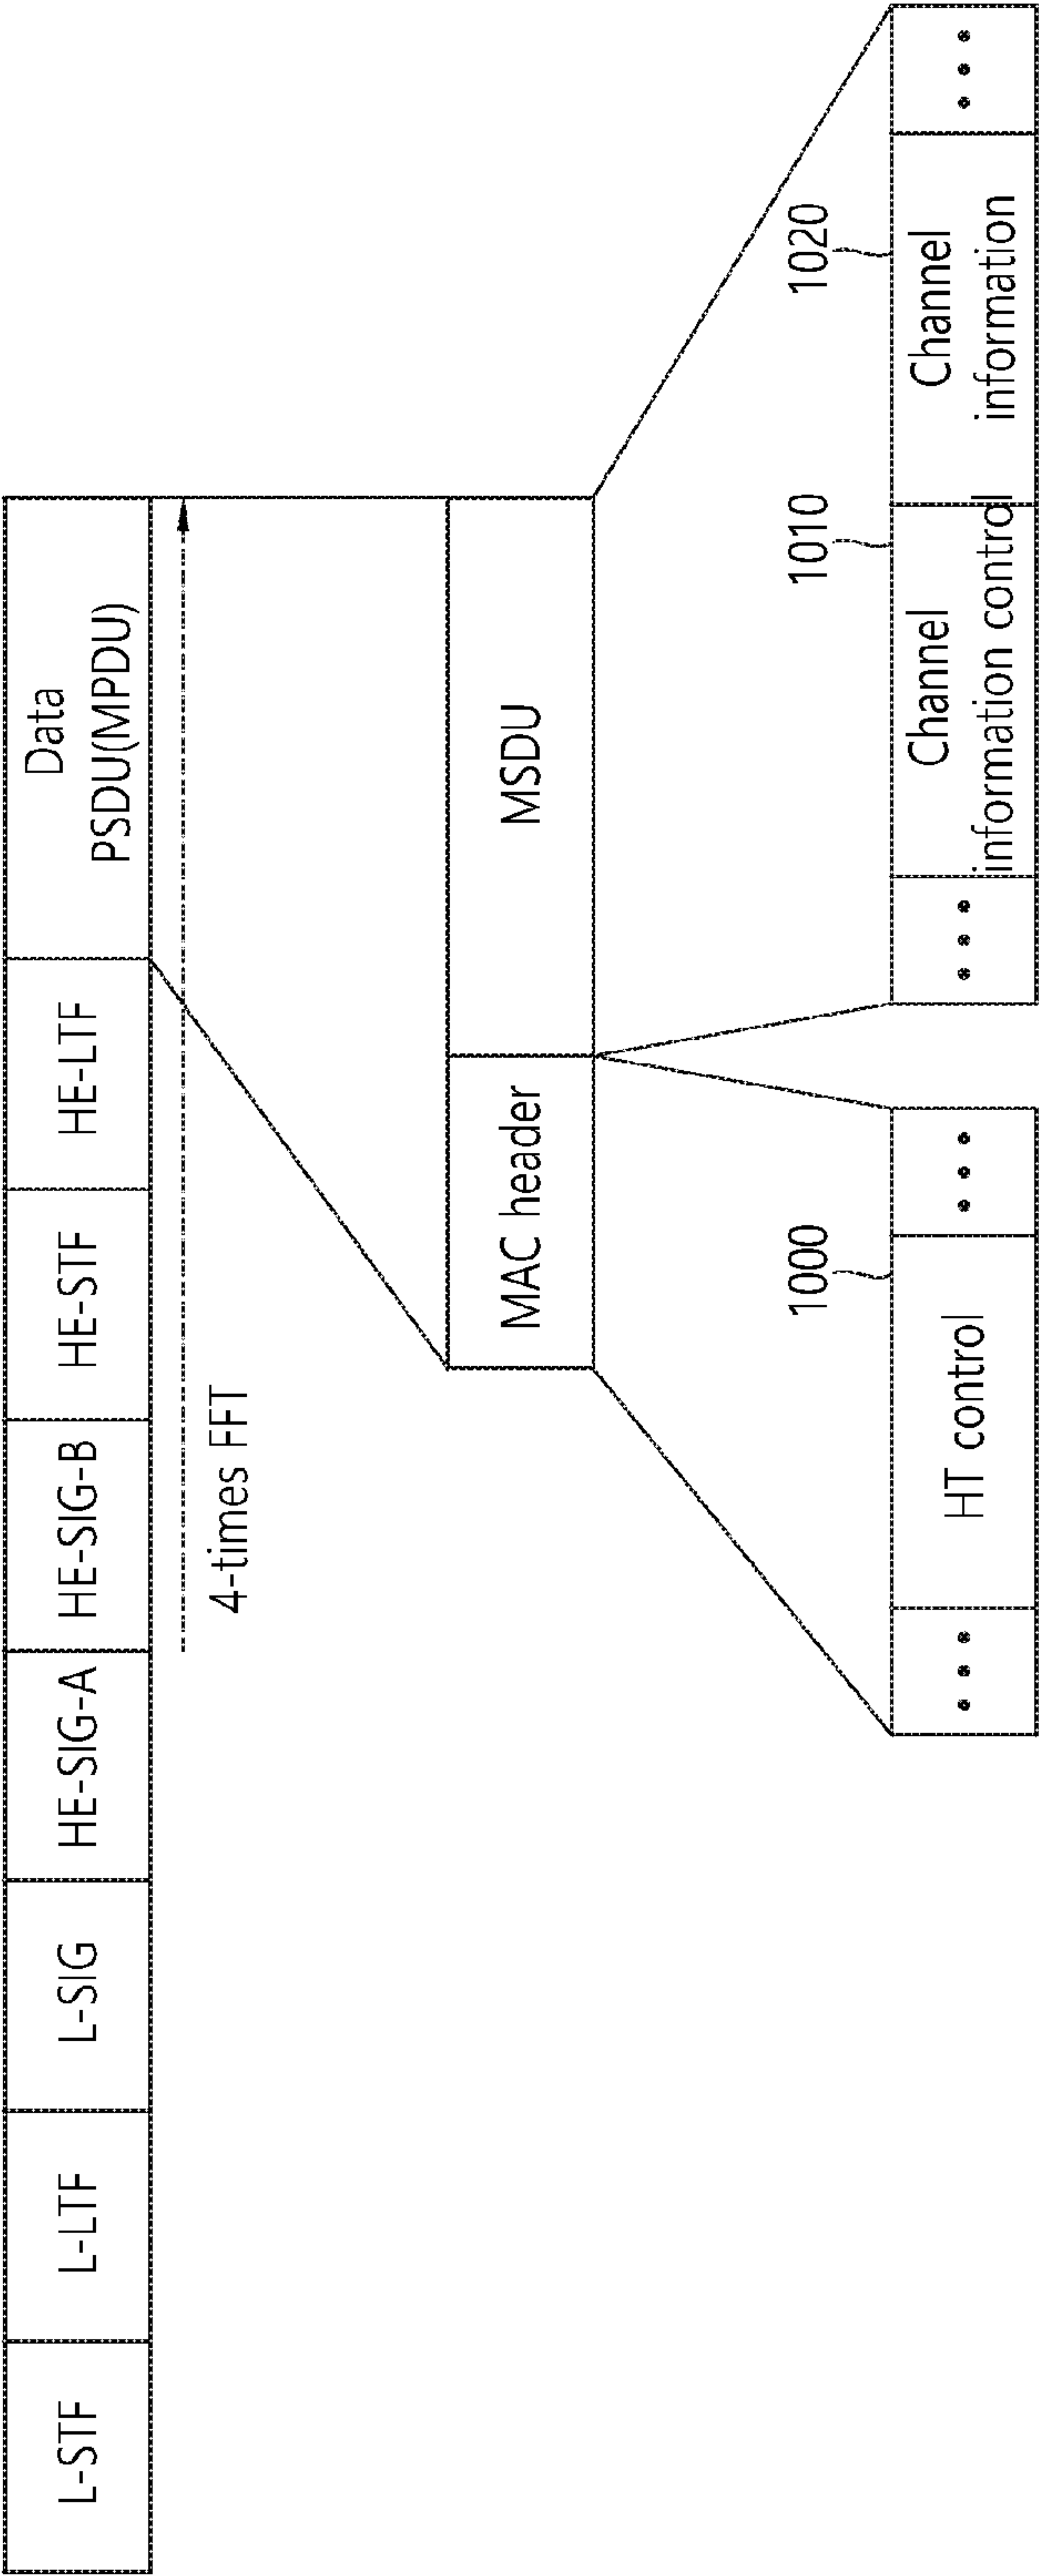 L-STF
L-LTF
L-SIG
HE-SIG-A
HE-SIG-B
HE-STF
HE-LTF
Data
PSDU(MPDU)
4-times FFT
MAC header
MSDU
1000
1010
1020
HT control
Channel
information control
Channel
information